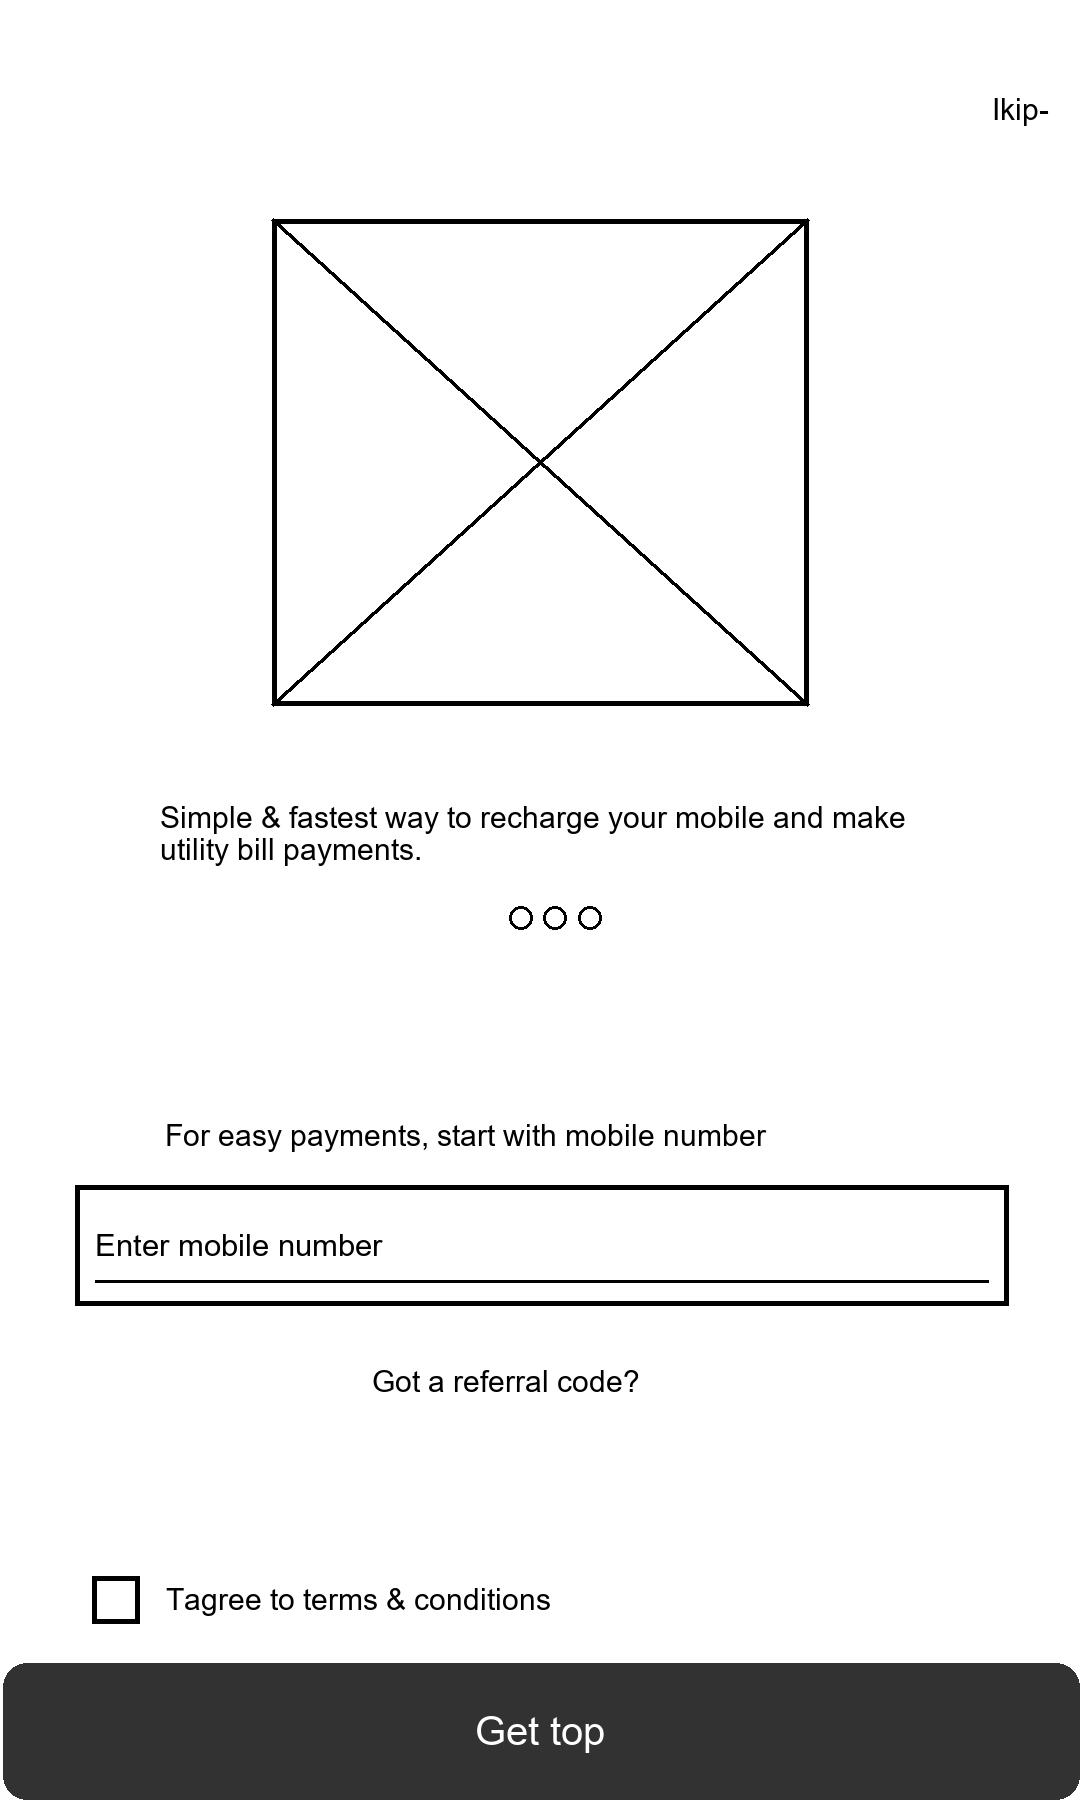 Ikip-
Simple & fastest way to recharge your mobile and make
utility bill payments.
For easy payments, start with mobile number
Enter mobile number
Got a referral code?
Tagree to terms & conditions
Get top